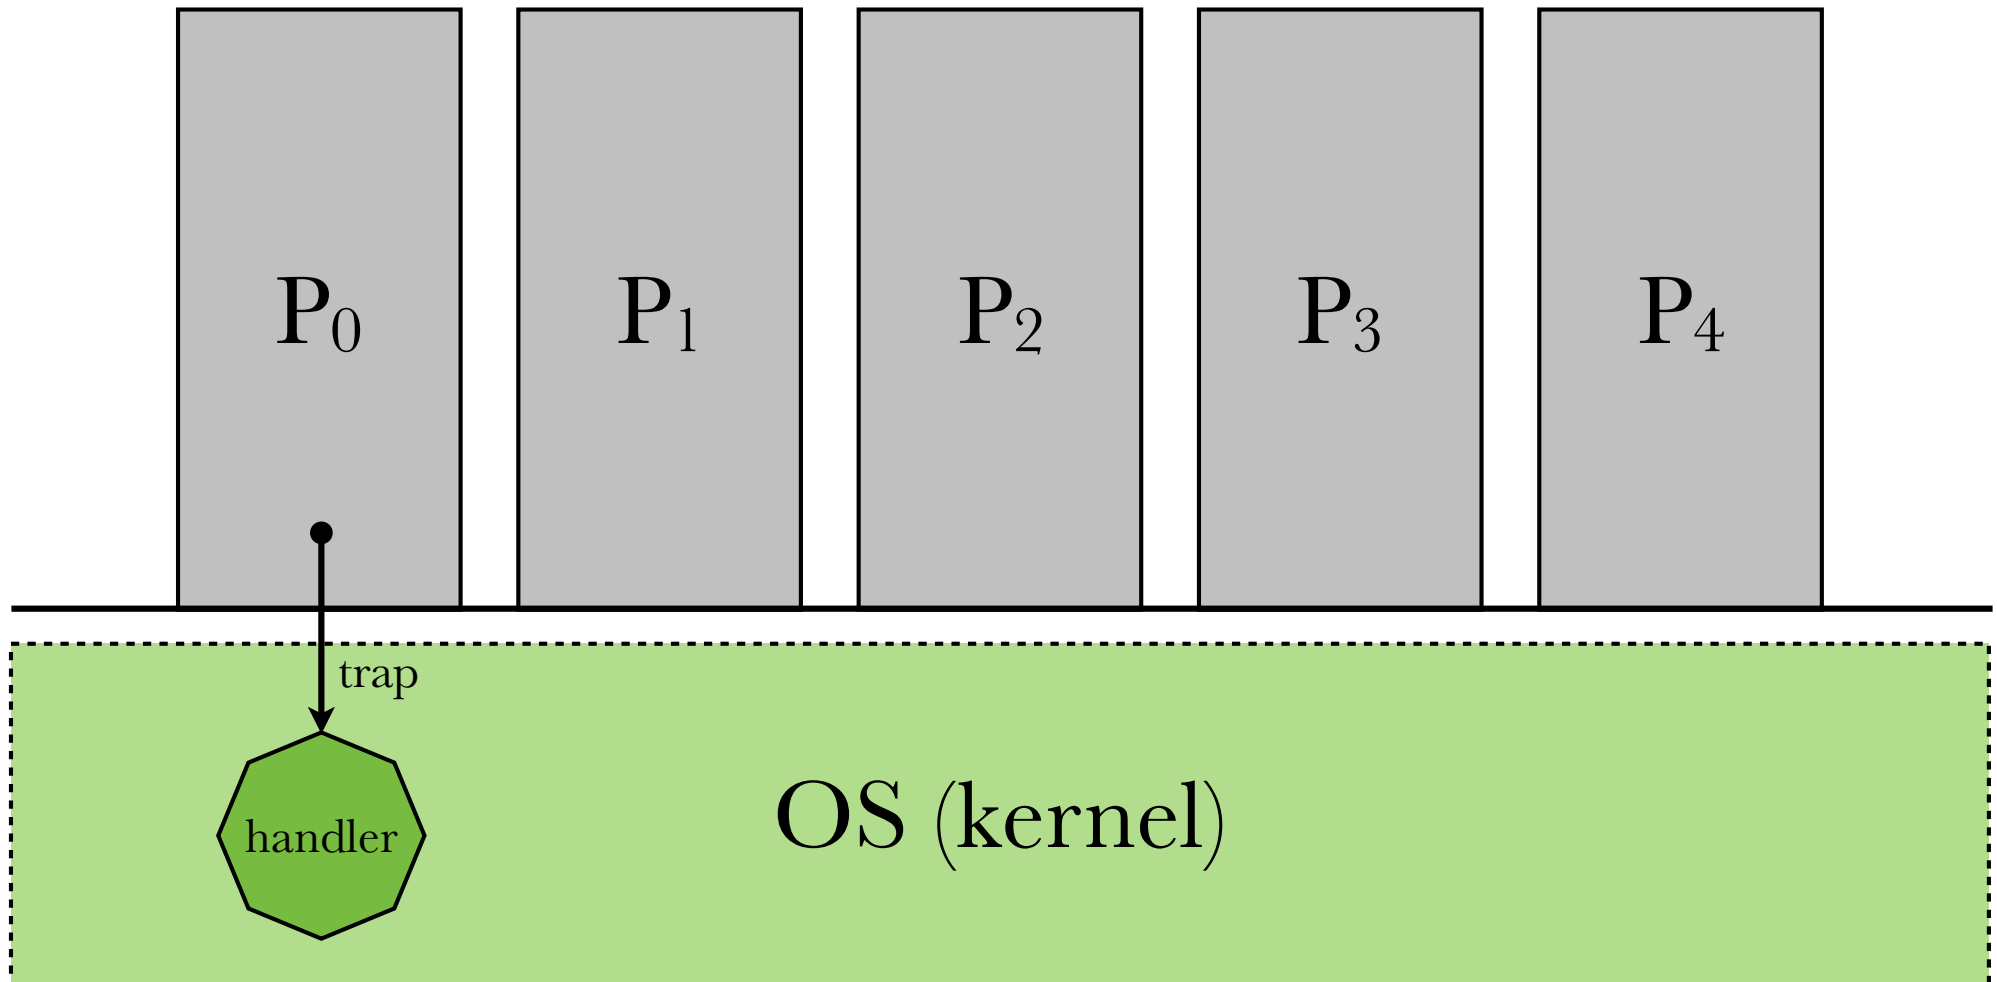 P₀ P₁ P₂ P₃ P₄
trap
handler
OS (kernel)